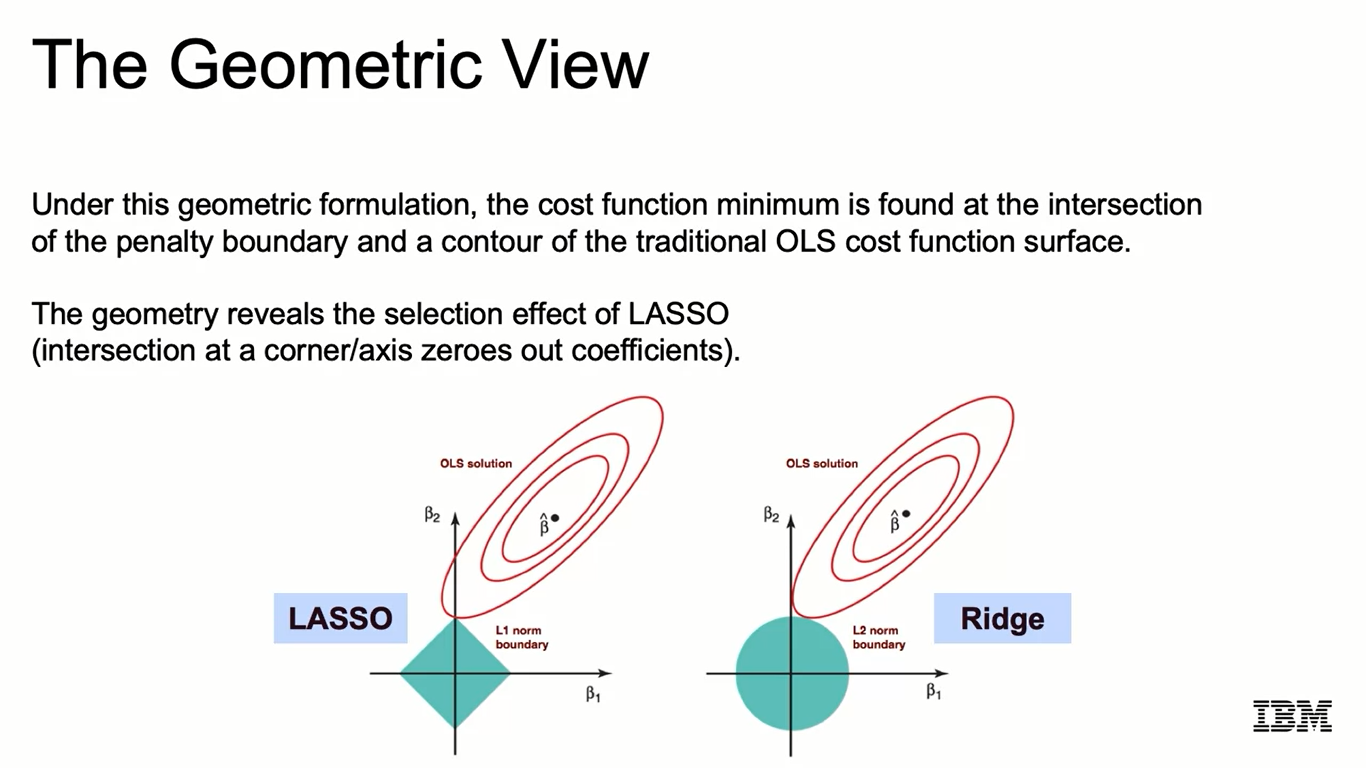 The Geometric View
Under this geometric formulation, the cost function minimum is found at the intersection
of the penalty boundary and a contour of the traditional OLS cost function surface.
The geometry reveals the selection effect of LASSO
(intersection at a corner/axis zeroes out coefficients).
OLS solution
β₂
β̂
LASSO
L1 norm
boundary
β₁
OLS solution
β₂
β̂
L2 norm
boundary
Ridge
β₁
IBM